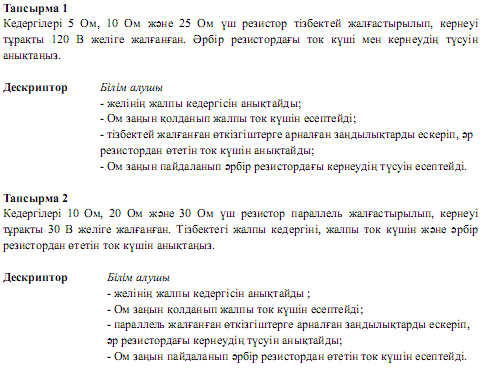 Тапсырма 1
Кедергілері 5 Ом, 10 Ом және 25 Ом үш резистор тізбектей жалғастырылып, кернеуі
тұрақты 120 В желіге жалғанған. Әрбір резистордағы ток күші мен кернеудің түсуін
анықтаңыз.
Дескриптор Білім алушы
- желінің жалпы кедергісін анықтайды;
- Ом заңын қолданып жалпы ток күшін есептейді;
- тізбектей жалғанған өткізгіштерге арналған заңдылықтарды ескеріп, әр
резистордан өтетін ток күшін анықтайды;
- Ом заңын пайдаланып әрбір резистордағы кернеудің түсуін есептейді.
Тапсырма 2
Кедергілері 10 Ом, 20 Ом және 30 Ом үш резистор параллель жалғастырылып, кернеуі
тұрақты 30 В желіге жалғанған. Тізбектегі жалпы кедергіні, жалпы ток күшін және әрбір
резистордан өтетін ток күшін анықтаңыз.
Дескриптор Білім алушы
- желінің жалпы кедергісін анықтайды ;
- Ом заңын қолданып жалпы ток күшін есептейді;
- параллель жалғанған өткізгіштерге арналған заңдылықтарды ескеріп,
әр резистордағы кернеудің түсуін анықтайды;
- Ом заңын пайдаланып әрбір резистордан өтетін ток күшін есептейді.